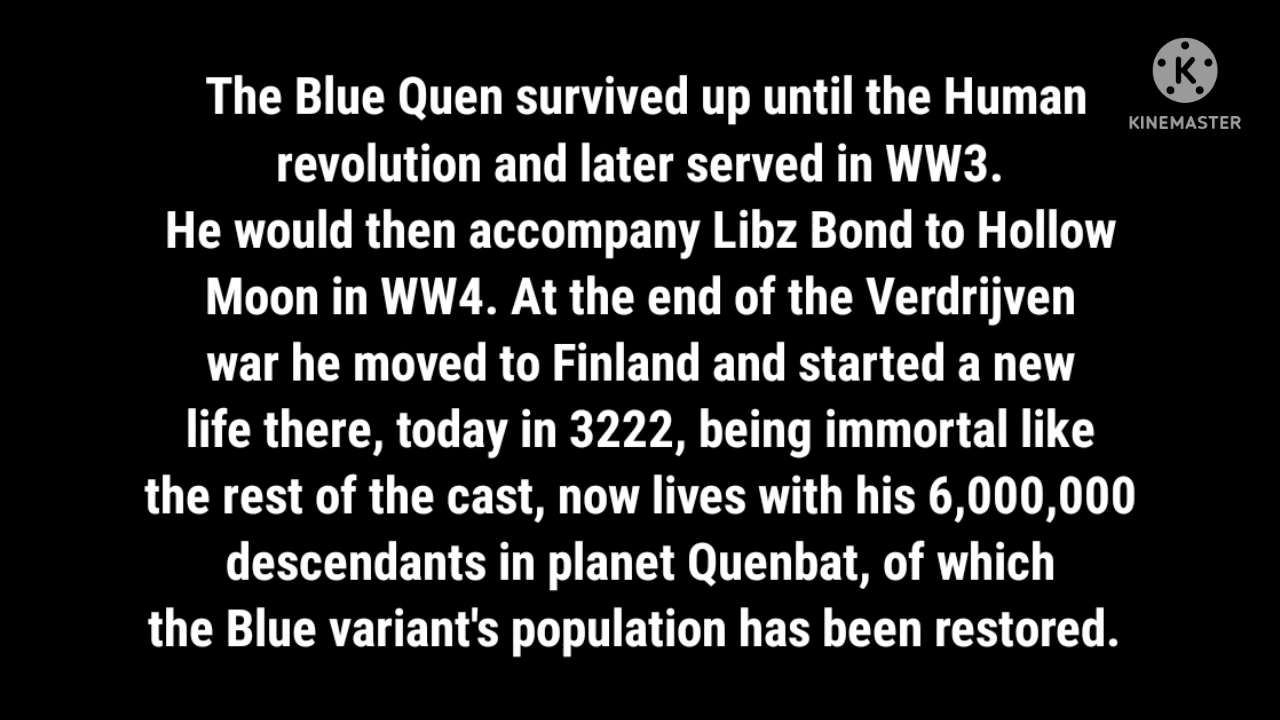 The Blue Quen survived up until the Human
revolution and later served in WW3.
He would then accompany Libz Bond to Hollow
Moon in WW4. At the end of the Verdrijven
war he moved to Finland and started a new
life there, today in 3222, being immortal like
the rest of the cast, now lives with his 6,000,000
descendants in planet Quenbat, of which
the Blue variant's population has been restored.
K
KINEMASTER